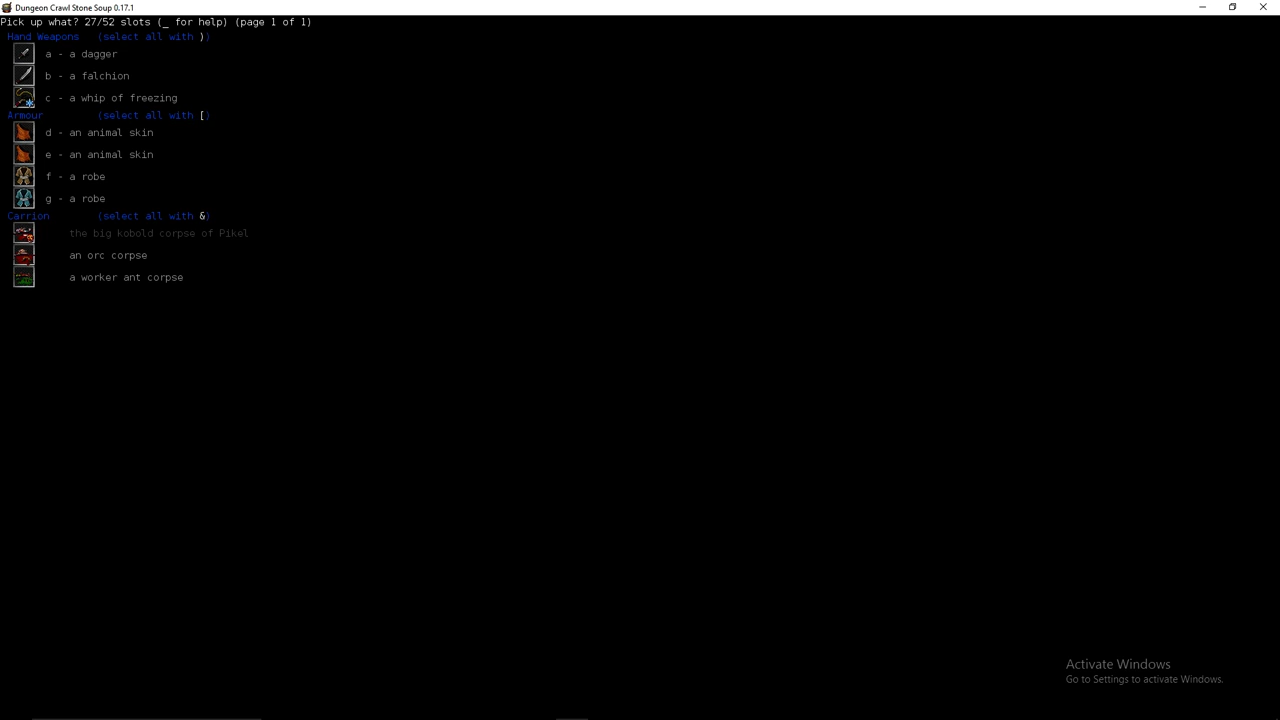 Dungeon Crawl Stone Soup 0.17.1
Pick up what? 27/52 slots (_ for help) (page 1 of 1)
Hand Weapons (select all with ))
a - a dagger
b - a falchion
c - a whip of freezing
Armour (select all with [)
d - an animal skin
e - an animal skin
f - a robe
g - a robe
Carrion (select all with &)
the big kobold corpse of Pikel
an orc corpse
a worker ant corpse
Activate Windows
Go to Settings to activate Windows.